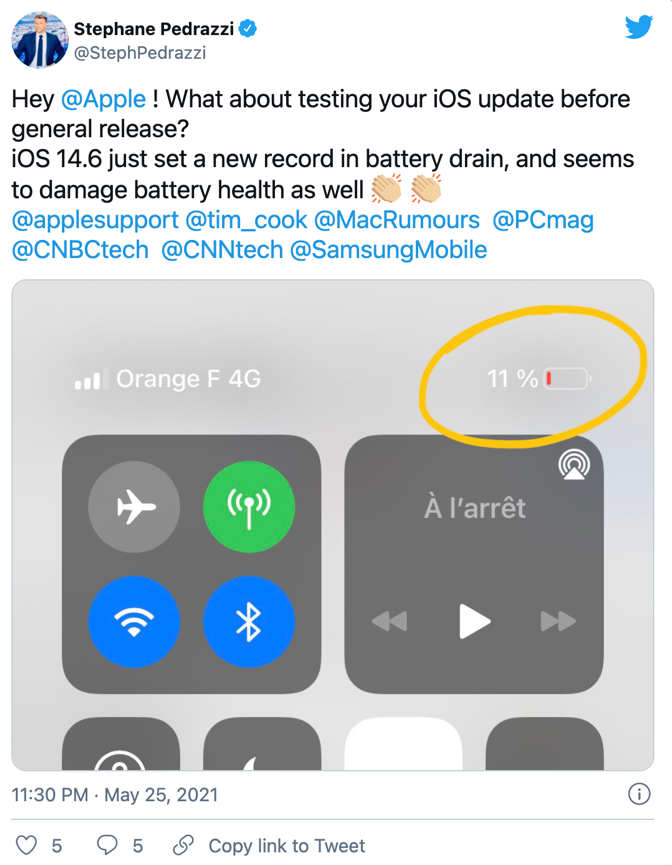 Stephane Pedrazzi
@StephPedrazzi
Hey @Apple ! What about testing your iOS update before
general release?
iOS 14.6 just set a new record in battery drain, and seems
to damage battery health as well 👏🏼 👏🏼
@applesupport @tim_cook @MacRumours @PCmag
@CNBCtech @CNNtech @SamsungMobile
Orange F 4G
11 %
À l'arrêt
11:30 PM · May 25, 2021
5
5
Copy link to Tweet